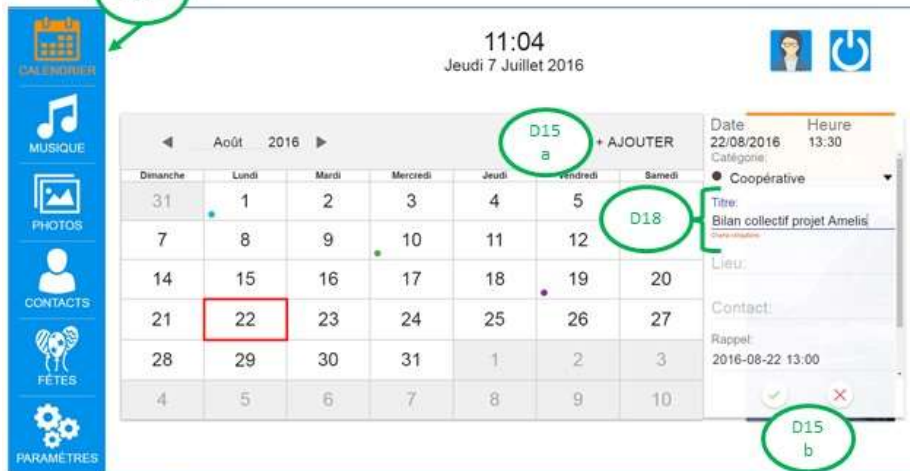 11:04
Jeudi 7 Juillet 2016
CALENDRIER
MUSIQUE
PHOTOS
CONTACTS
FÊTES
PARAMÈTRES
Août 2016
D15
a
+ AJOUTER
Dimanche Lundi Mardi Mercredi Jeudi Vendredi Samedi
31 1 2 3 4 5
7 8 9 10 11 12
14 15 16 17 18 19 20
21 22 23 24 25 26 27
28 29 30 31 1 2 3
4 5 6 7 8 9 10
D18
Date Heure
22/08/2016 13:30
Catégorie:
Coopérative
Titre:
Bilan collectif projet Amelis
Champ obligatoire
Lieu:
Contact:
Rappel:
2016-08-22 13:00
D15
b